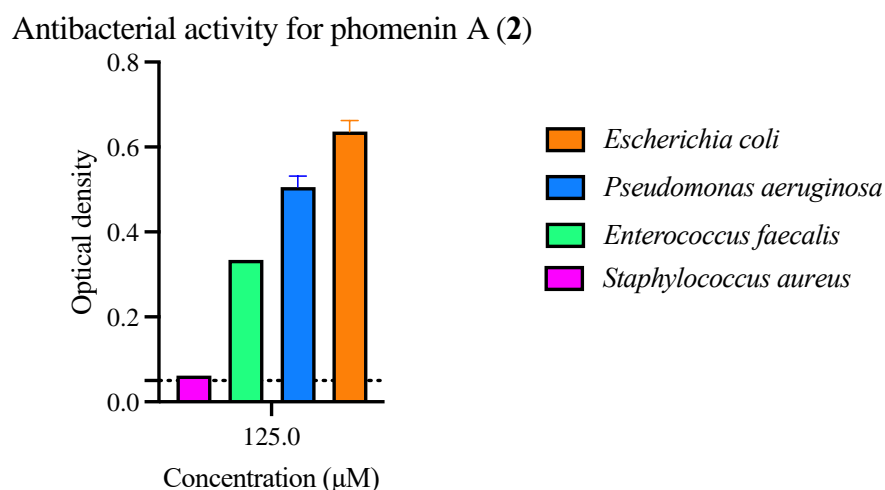 Antibacterial activity for phomenin A (2)
0.8
0.6
0.4
0.2
0.0
Optical density
125.0
Concentration (μM)
Escherichia coli
Pseudomonas aeruginosa
Enterococcus faecalis
Staphylococcus aureus